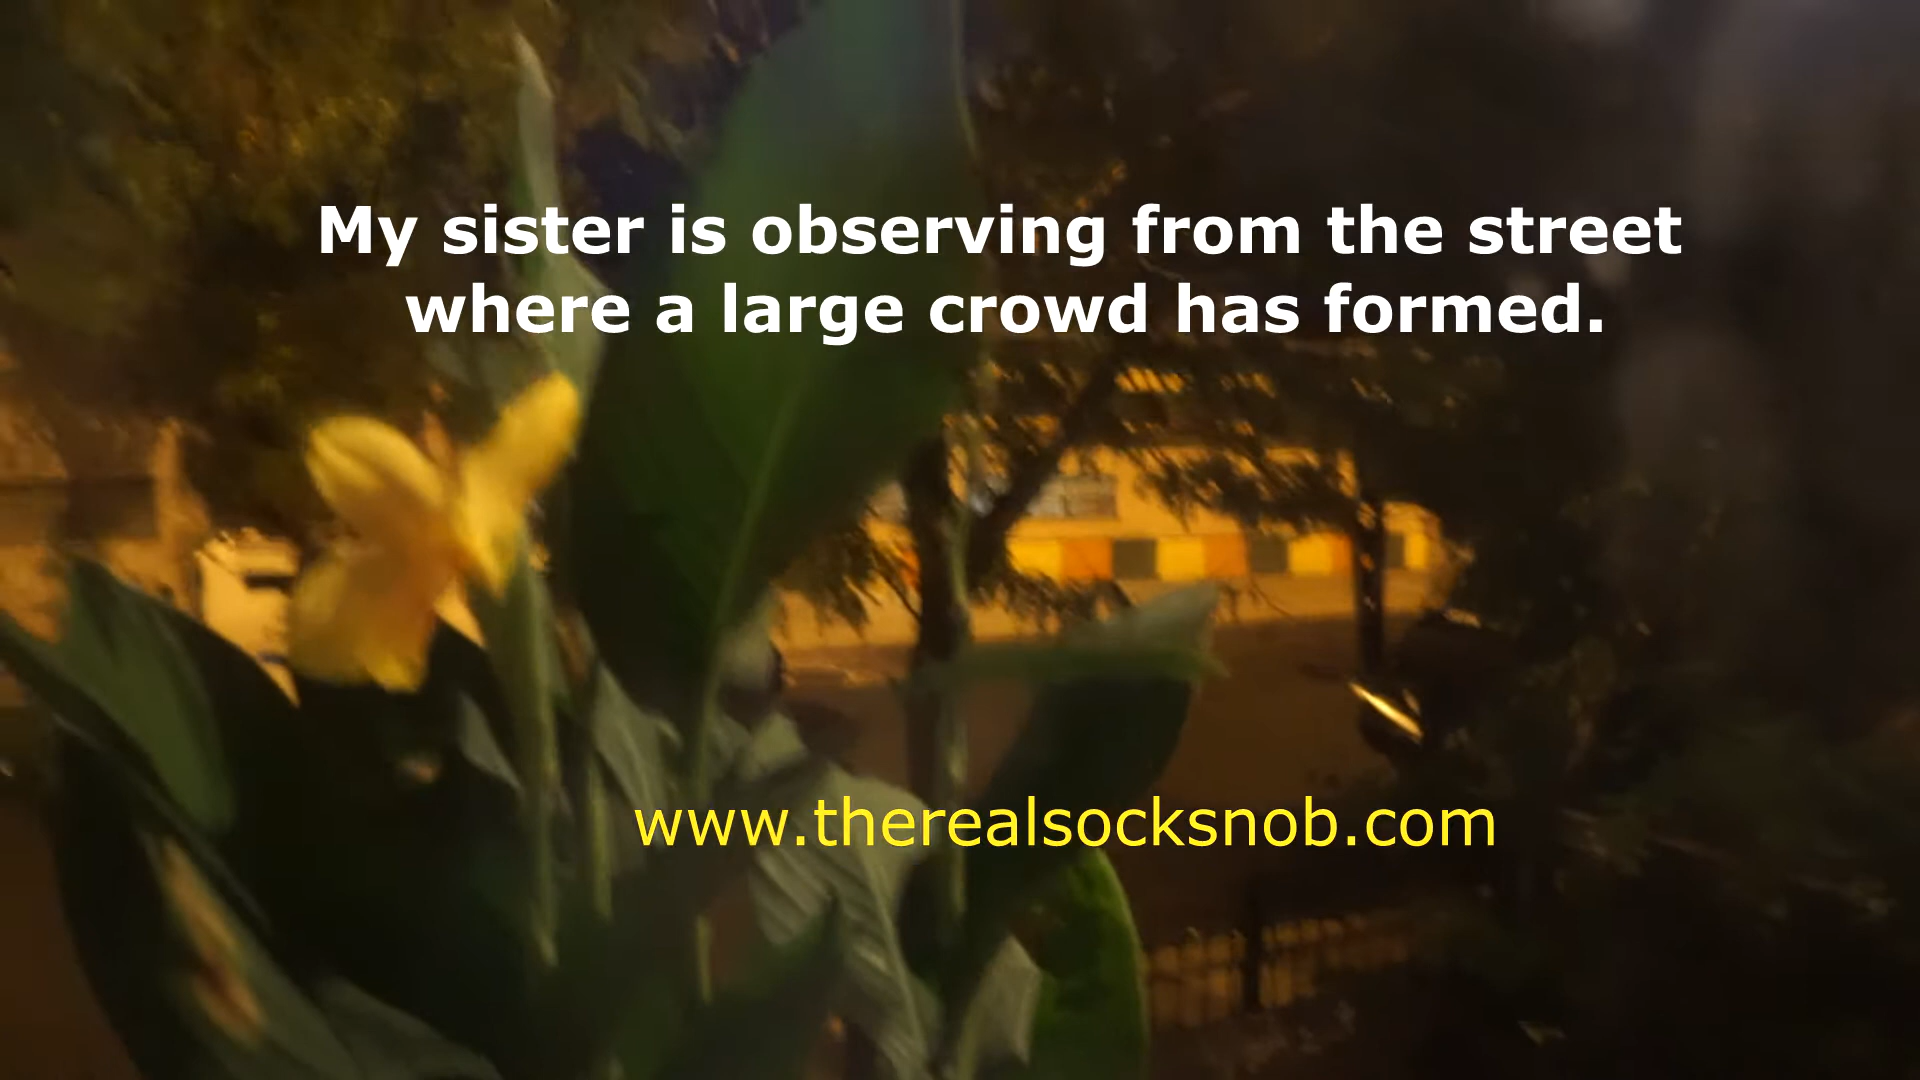 My sister is observing from the street
where a large crowd has formed.
www.therealsocksnob.com